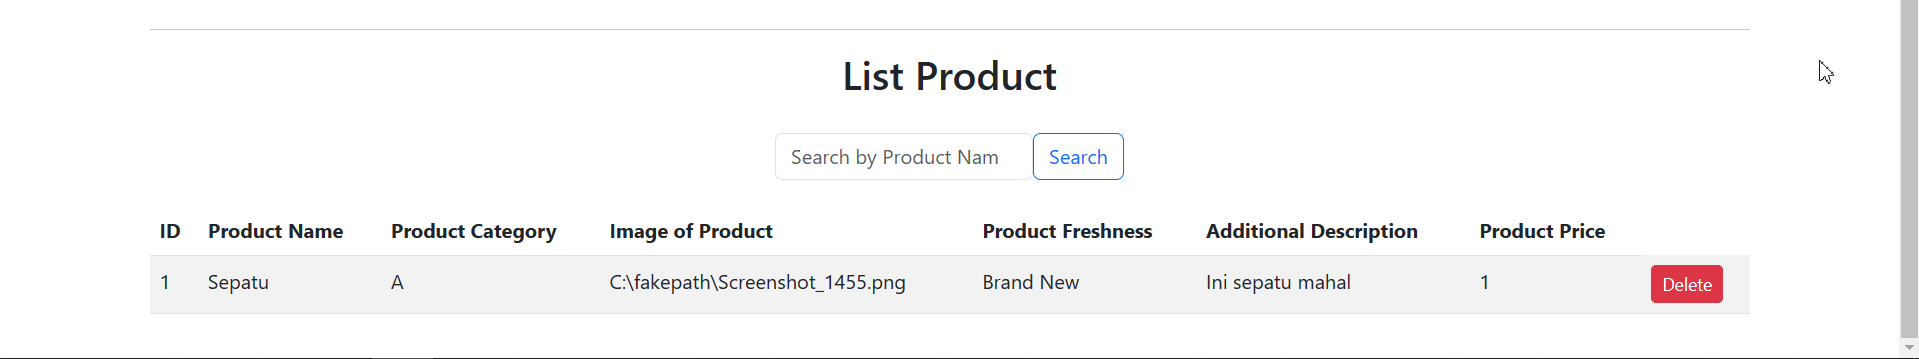 List Product
Search by Product Nam Search
ID Product Name Product Category Image of Product Product Freshness Additional Description Product Price
1 Sepatu A C:\fakepath\Screenshot_1455.png Brand New Ini sepatu mahal 1 Delete